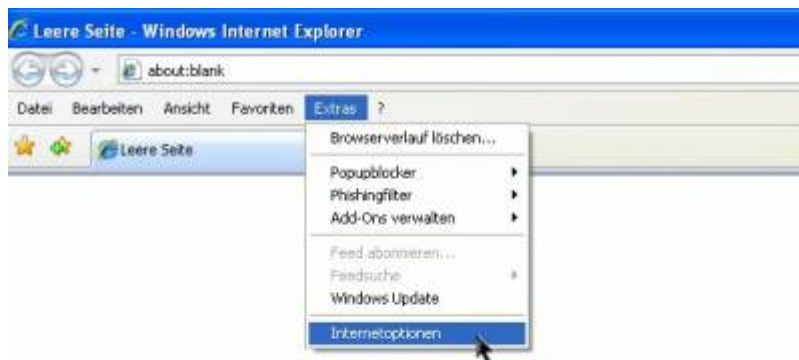 Leere Seite - Windows Internet Explorer
about:blank
Datei Bearbeiten Ansicht Favoriten Extras ?
Leere Seite
Browserverlauf löschen...
Popupblocker
Phishingfilter
Add-Ons verwalten
Feed abonnieren...
Feedsuche
Windows Update
Internetoptionen